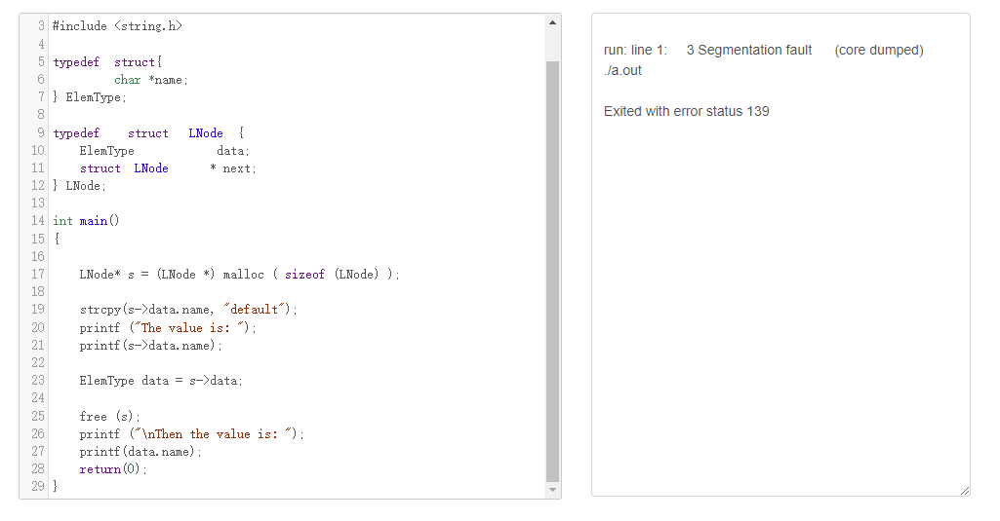 3 #include <string.h>
4
5 typedef  struct{
6          char *name;
7 } ElemType;
8
9 typedef    struct   LNode  {
10     ElemType            data;
11     struct  LNode      * next;
12 } LNode;
13
14 int main()
15 {
16
17     LNode* s = (LNode *) malloc ( sizeof (LNode) );
18
19     strcpy(s->data.name, "default");
20     printf ("The value is: ");
21     printf(s->data.name);
22
23     ElemType data = s->data;
24
25     free (s);
26     printf ("\nThen the value is: ");
27     printf(data.name);
28     return(0);
29 }
run: line 1:     3 Segmentation fault      (core dumped)
./a.out
Exited with error status 139